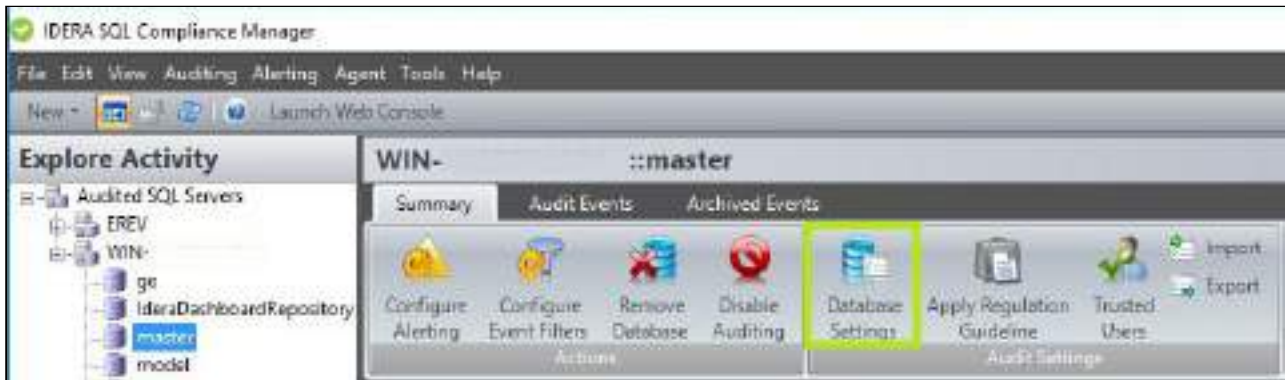 IDERA SQL Compliance Manager
File Edit View Auditing Alerting Agent Tools Help
New Launch Web Console
Explore Activity
WIN- ::master
Audited SQL Servers
EREV
WIN-
ge
IderaDashboardRepository
master
model
Summary Audit Events Archived Events
Configure Alerting
Configure Event Filters
Remove Database
Disable Auditing
Actions
Database Settings
Apply Regulation Guideline
Trusted Users
Import
Export
Audit Settings